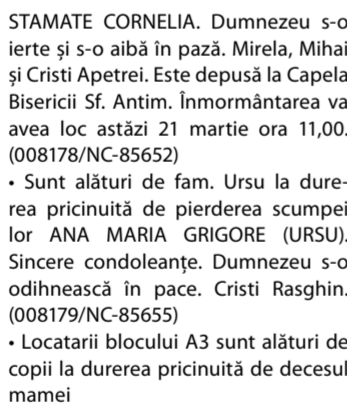 STAMATE CORNELIA. Dumnezeu s-o
ierte și s-o aibă în pază. Mirela, Mihai
și Cristi Apetrei. Este depusă la Capela
Bisericii Sf. Antim. Înmormântarea va
avea loc astăzi 21 martie ora 11,00.
(008178/NC-85652)
• Sunt alături de fam. Ursu la dure-
rea pricinuită de pierderea scumpei
lor ANA MARIA GRIGORE (URSU).
Sincere condoleanțe. Dumnezeu s-o
odihnească în pace. Cristi Rasghin.
(008179/NC-85655)
• Locatarii blocului A3 sunt alături de
copii la durerea pricinuită de decesul
mamei